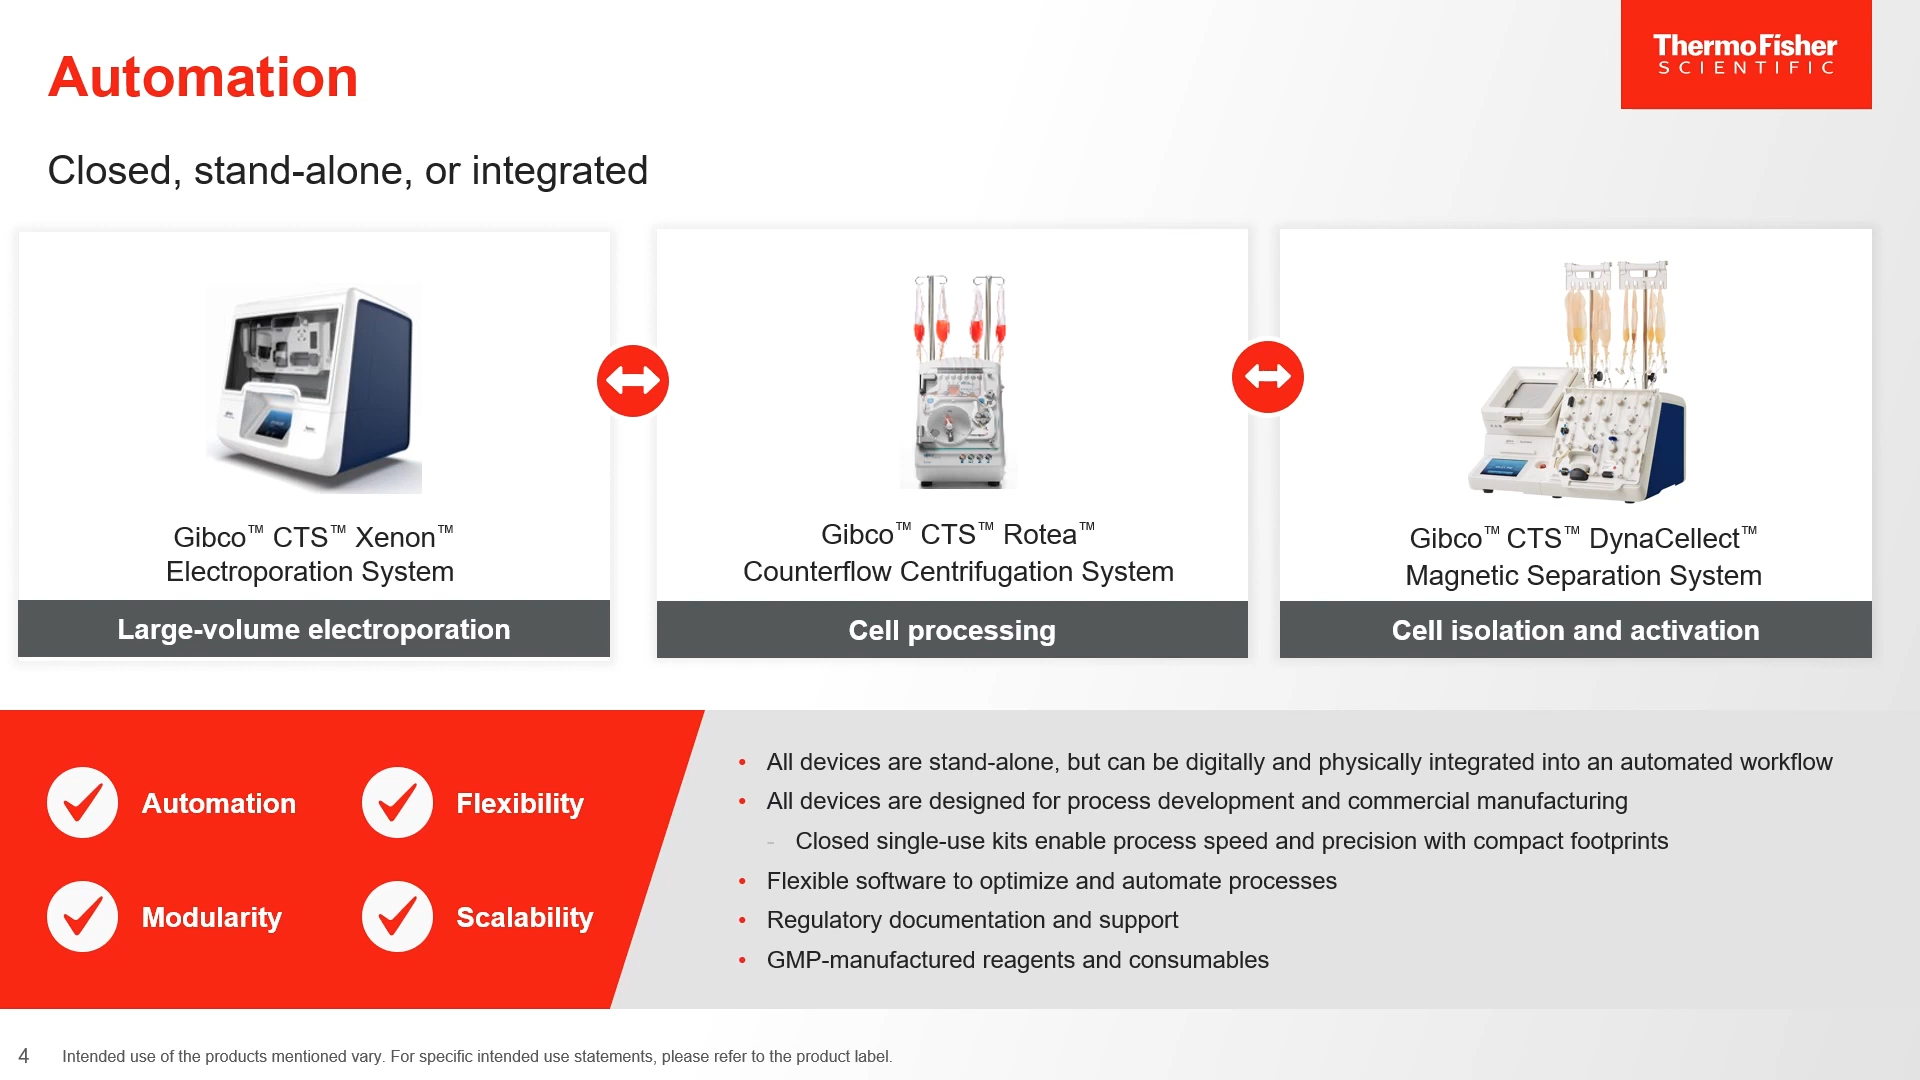 Automation
ThermoFisher
SCIENTIFIC
Closed, stand-alone, or integrated
Gibco™ CTS™ Xenon™
Electroporation System
Large-volume electroporation
Gibco™ CTS™ Rotea™
Counterflow Centrifugation System
Cell processing
Gibco™ CTS™ DynaCellect™
Magnetic Separation System
Cell isolation and activation
Automation
Flexibility
Modularity
Scalability
• All devices are stand-alone, but can be digitally and physically integrated into an automated workflow
• All devices are designed for process development and commercial manufacturing
- Closed single-use kits enable process speed and precision with compact footprints
• Flexible software to optimize and automate processes
• Regulatory documentation and support
• GMP-manufactured reagents and consumables
4 Intended use of the products mentioned vary. For specific intended use statements, please refer to the product label.